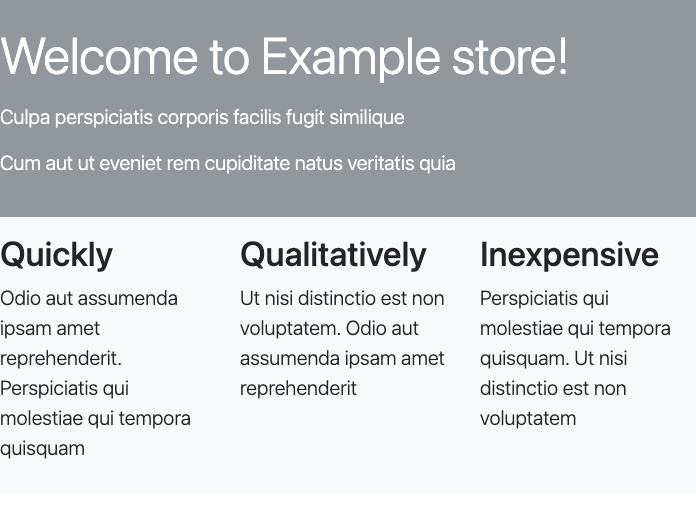 Welcome to Example store!
Culpa perspiciatis corporis facilis fugit similique
Cum aut ut eveniet rem cupiditate natus veritatis quia
Quickly
Odio aut assumenda
ipsam amet
reprehenderit.
Perspiciatis qui
molestiae qui tempora
quisquam
Qualitatively
Ut nisi distinctio est non
voluptatem. Odio aut
assumenda ipsam amet
reprehenderit
Inexpensive
Perspiciatis qui
molestiae qui tempora
quisquam. Ut nisi
distinctio est non
voluptatem